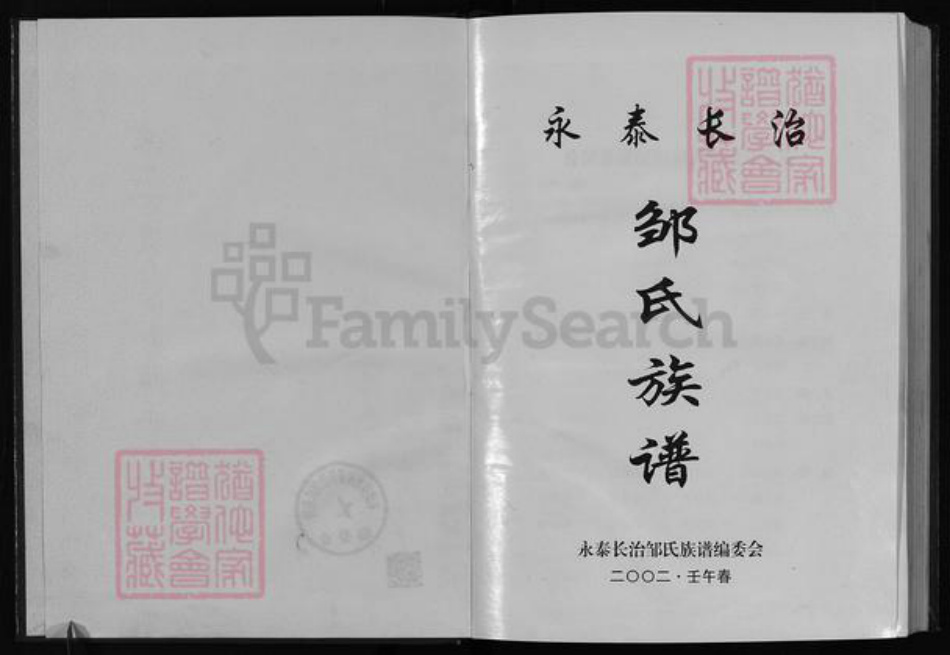 永泰长治
邹
氏
族
谱
永泰长治邹氏族谱编委会
二〇〇二·壬午春
FamilySearch